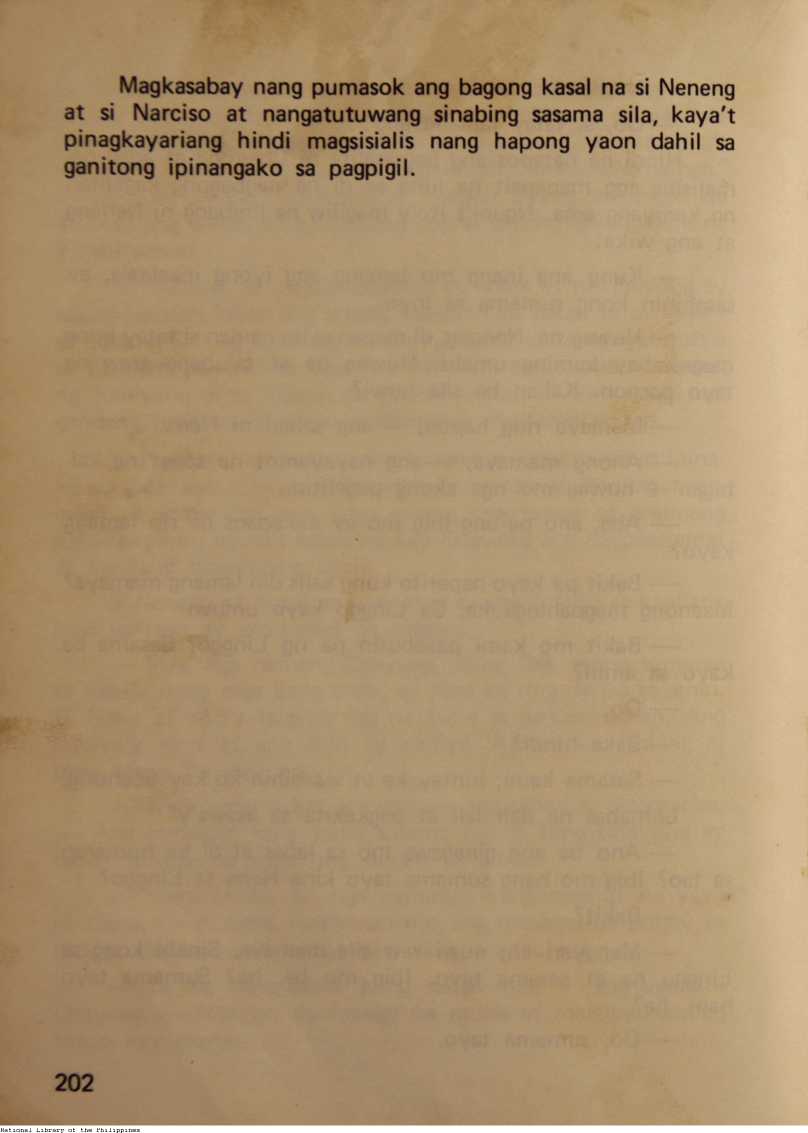 Magkasabay nang pumasok ang bagong kasal na si Neneng
at si Narciso at nangatutuwang sinabing sasama sila, kaya't
pinagkayariang hindi magsisialis nang hapong yaon dahil sa
ganitong ipinangako sa pagpigil.
202
National Library of the Philippines